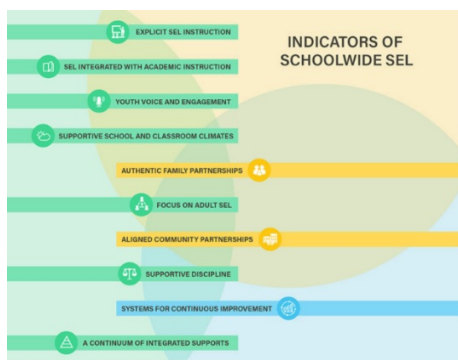 EXPLICIT SEL INSTRUCTION
INDICATORS OF
SCHOOLWIDE SEL
SEL INTEGRATED WITH ACADEMIC INSTRUCTION
YOUTH VOICE AND ENGAGEMENT
SUPPORTIVE SCHOOL AND CLASSROOM CLIMATES
AUTHENTIC FAMILY PARTNERSHIPS
FOCUS ON ADULT SEL
ALIGNED COMMUNITY PARTNERSHIPS
SUPPORTIVE DISCIPLINE
SYSTEMS FOR CONTINUOUS IMPROVEMENT
A CONTINUUM OF INTEGRATED SUPPORTS